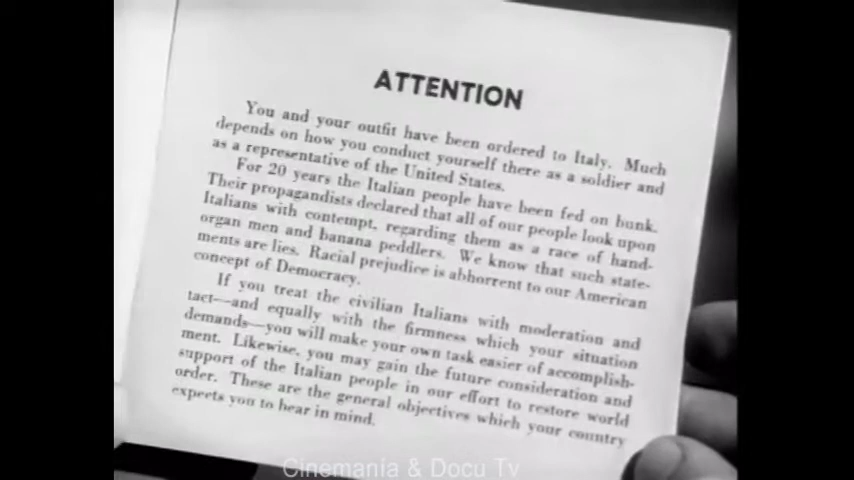 ATTENTION
You and your outfit have been ordered to Italy. Much
depends on how you conduct yourself there as a soldier and
as a representative of the United States.
For 20 years the Italian people have been fed on bunk.
Their propagandists declared that all of our people look upon
Italians with contempt, regarding them as a race of hand-
organ men and banana peddlers. We know that such state-
ments are lies. Racial prejudice is abhorrent to our American
concept of Democracy.
If you treat the civilian Italians with moderation and
tact—and equally with the firmness which your situation
demands—you will make your own task easier of accomplish-
ment. Likewise, you may gain the future consideration and
support of the Italian people in our effort to restore world
order. These are the general objectives which your country
expects you to bear in mind.
Cinemanía & Docu Tv